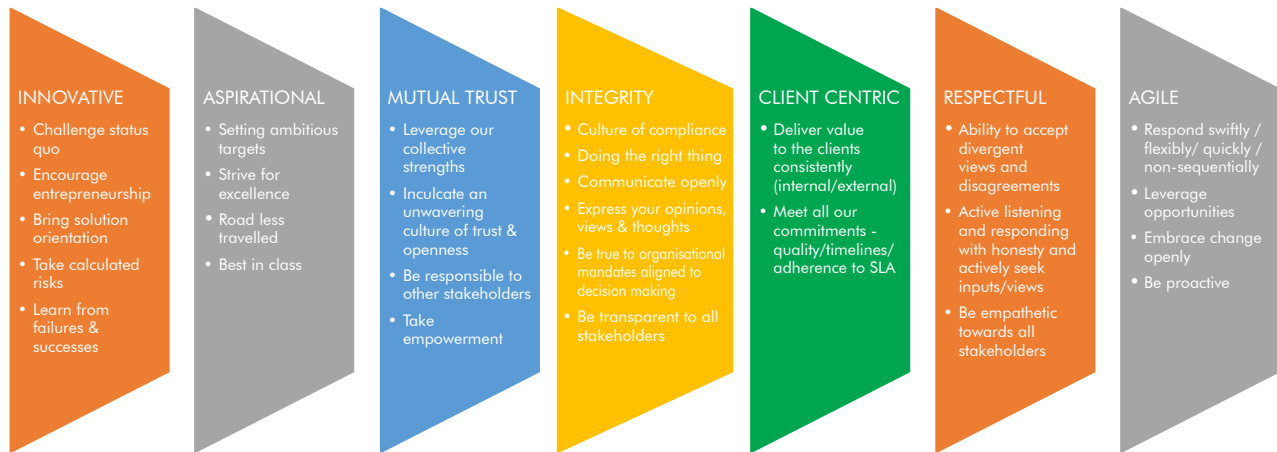 INNOVATIVE
• Challenge status
quo
• Encourage
entrepreneurship
• Bring solution
orientation
• Take calculated
risks
• Learn from
failures &
successes
ASPIRATIONAL
• Setting ambitious
targets
• Strive for
excellence
• Road less
travelled
• Best in class
MUTUAL TRUST
• Leverage our
collective
strengths
• Inculcate an
unwavering
culture of trust &
openness
• Be responsible to
other stakeholders
• Take
empowerment
INTEGRITY
• Culture of compliance
• Doing the right thing
• Communicate openly
• Express your opinions,
views & thoughts
• Be true to organisational
mandates aligned to
decision making
• Be transparent to all
stakeholders
CLIENT CENTRIC
• Deliver value
to the clients
consistently
(internal/external)
• Meet all our
commitments -
quality/timelines/
adherence to SLA
RESPECTFUL
• Ability to accept
divergent
views and
disagreements
• Active listening
and responding
with honesty and
actively seek
inputs/views
• Be empathetic
towards all
stakeholders
AGILE
• Respond swiftly /
flexibly/ quickly /
non-sequentially
• Leverage
opportunities
• Embrace change
openly
• Be proactive